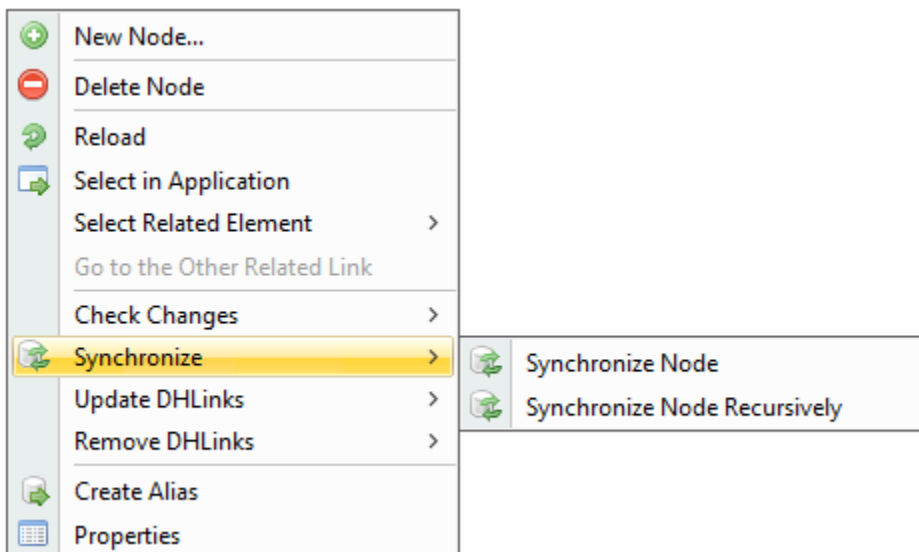 New Node...
Delete Node
Reload
Select in Application
Select Related Element
Go to the Other Related Link
Check Changes
Synchronize
Update DHLinks
Remove DHLinks
Create Alias
Properties
Synchronize Node
Synchronize Node Recursively